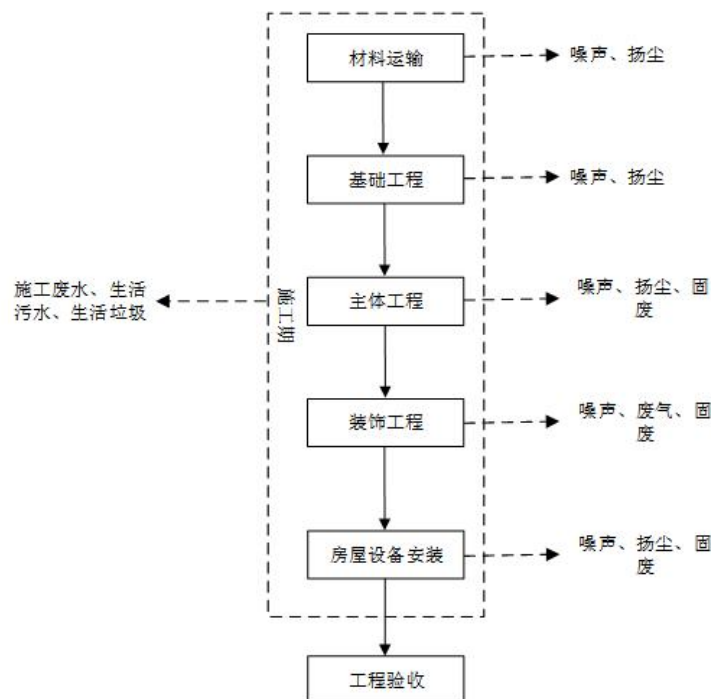 材料运输
噪声、扬尘
基础工程
噪声、扬尘
施工废水、生活
污水、生活垃圾
施工期
主体工程
噪声、扬尘、固
废
装饰工程
噪声、废气、固
废
房屋设备安装
噪声、扬尘、固
废
工程验收